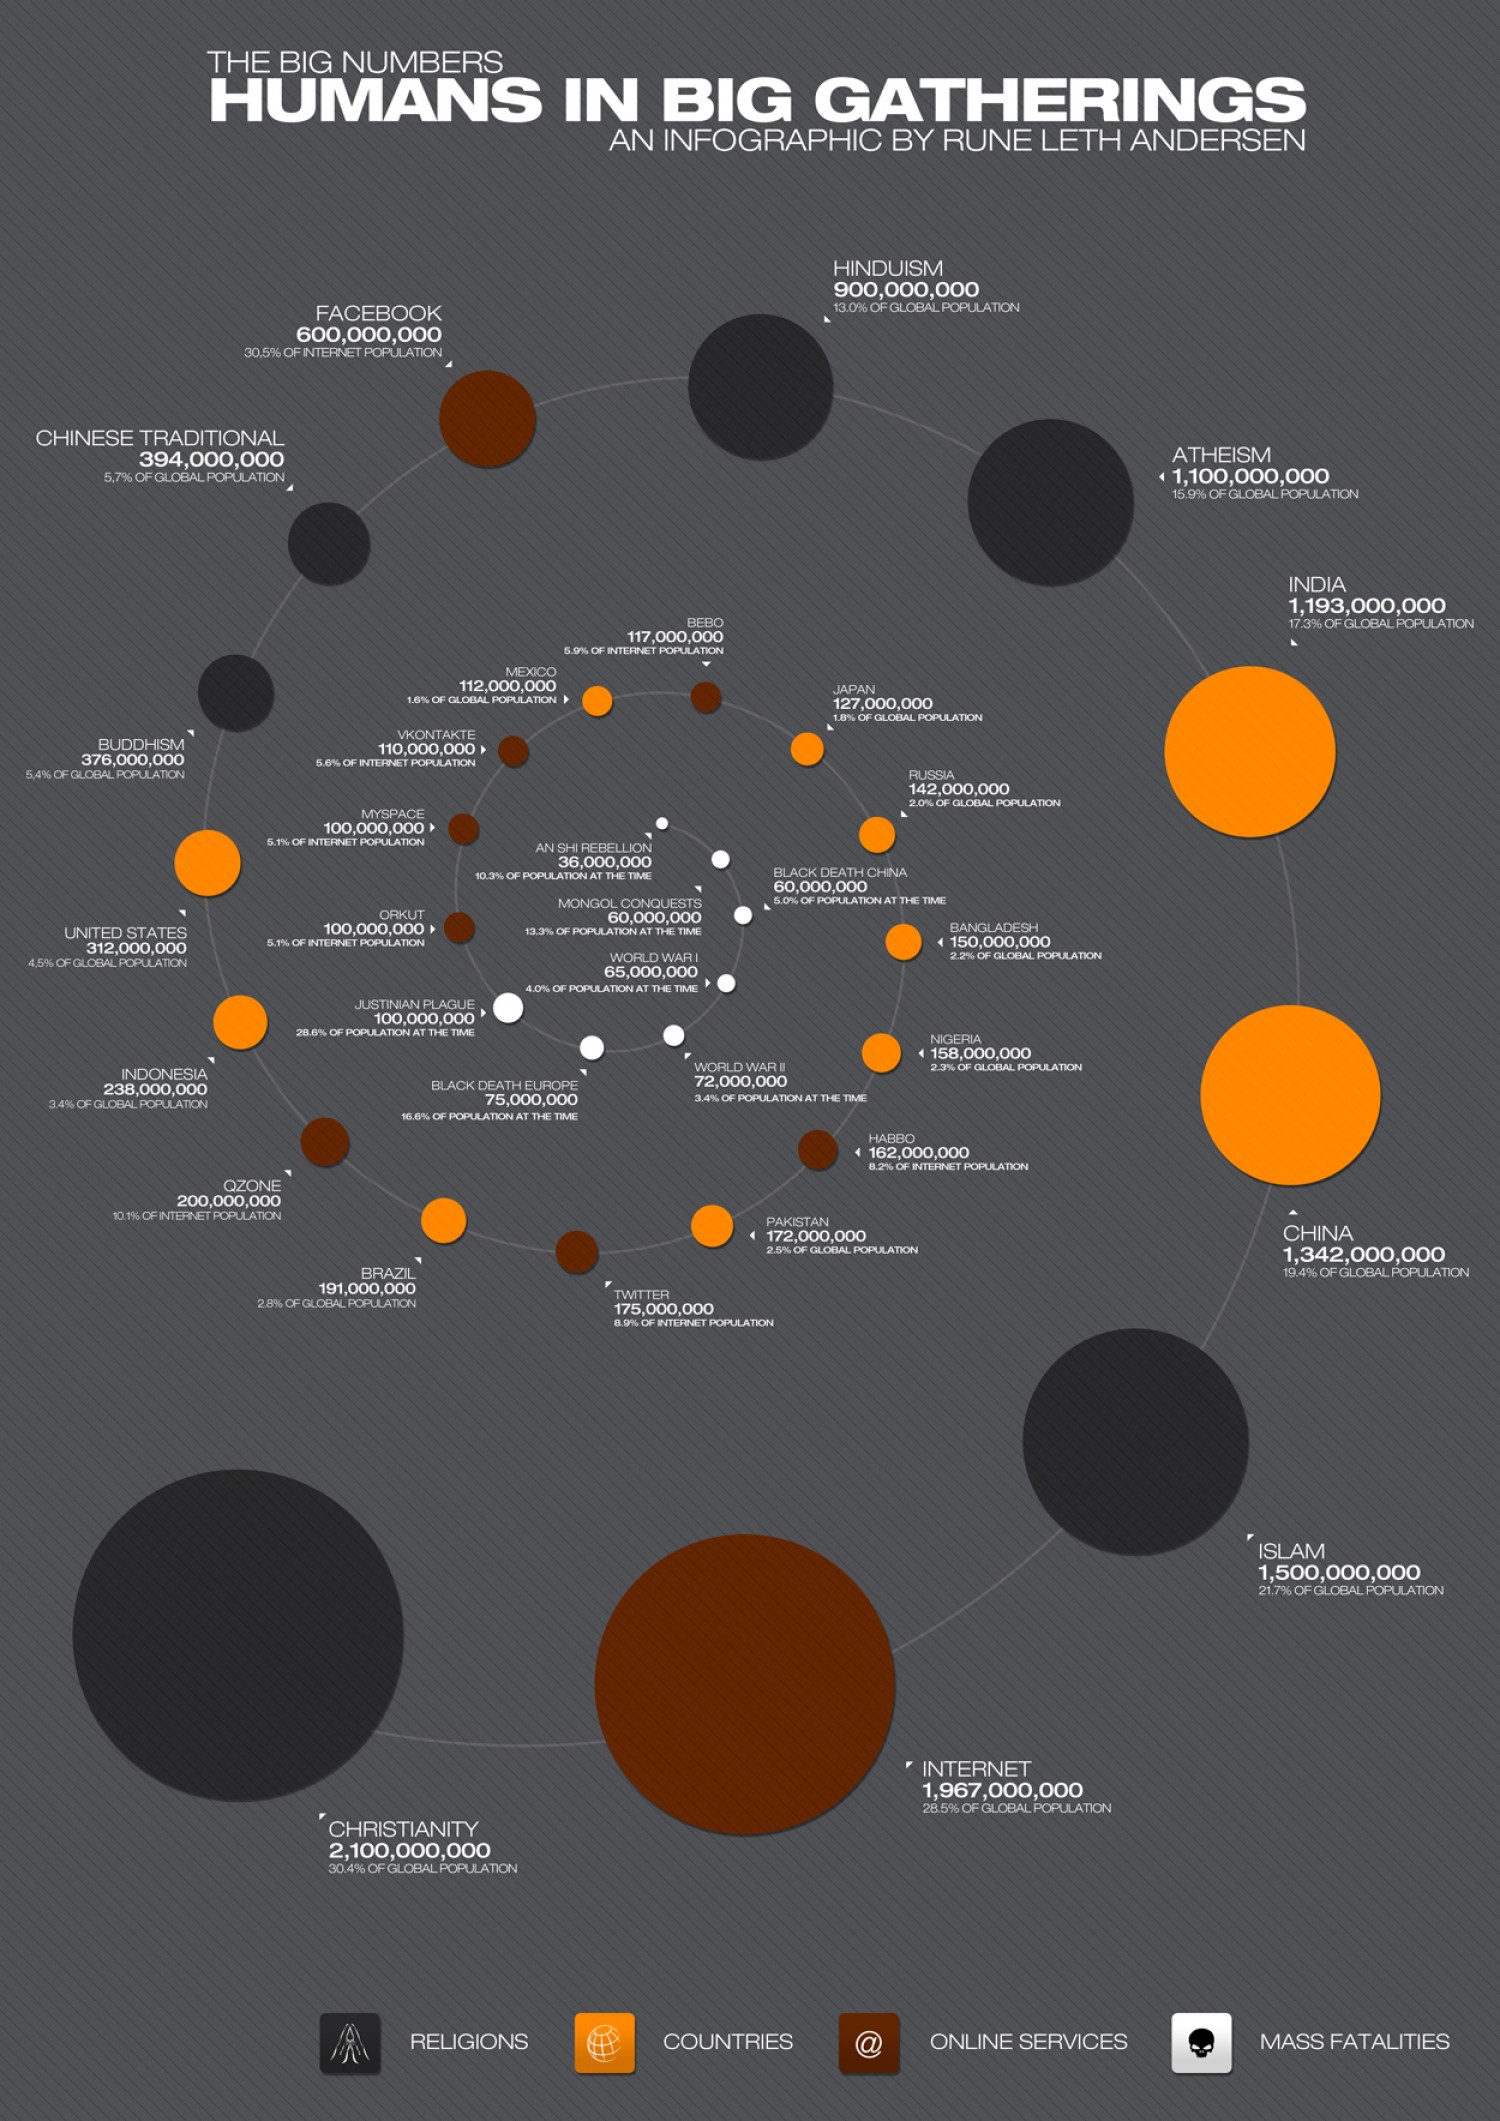 THE BIG NUMBERS
HUMANS IN BIG GATHERINGS
AN INFOGRAPHIC BY RUNE LETH ANDERSEN
HINDUISM
900,000,000
13.0% OF GLOBAL POPULATION
FACEBOOK
600,000,000
30,5% OF INTERNET POPULATION
CHINESE TRADITIONAL
394,000,000
5,7% OF GLOBAL POPULATION
ATHEISM
1,100,000,000
15.9% OF GLOBAL POPULATION
INDIA
1,193,000,000
17.3% OF GLOBAL POPULATION
BEBO
117,000,000
5.9% OF INTERNET POPULATION
MEXICO
112,000,000
1.6% OF GLOBAL POPULATION
JAPAN
127,000,000
1.8% OF GLOBAL POPULATION
VKONTAKTE
110,000,000
5.6% OF INTERNET POPULATION
BUDDHISM
376,000,000
5,4% OF GLOBAL POPULATION
RUSSIA
142,000,000
2.0% OF GLOBAL POPULATION
MYSPACE
100,000,000
5.1% OF INTERNET POPULATION
AN SHI REBELLION
36,000,000
10.3% OF POPULATION AT THE TIME
BLACK DEATH CHINA
60,000,000
5.0% OF POPULATION AT THE TIME
MONGOL CONQUESTS
60,000,000
13.3% OF POPULATION AT THE TIME
ORKUT
100,000,000
5.1% OF INTERNET POPULATION
UNITED STATES
312,000,000
4,5% OF GLOBAL POPULATION
BANGLADESH
150,000,000
2.2% OF GLOBAL POPULATION
WORLD WAR I
65,000,000
4.0% OF POPULATION AT THE TIME
JUSTINIAN PLAGUE
100,000,000
28.6% OF POPULATION AT THE TIME
NIGERIA
158,000,000
2.3% OF GLOBAL POPULATION
WORLD WAR II
72,000,000
3.4% OF POPULATION AT THE TIME
INDONESIA
238,000,000
3.4% OF GLOBAL POPULATION
BLACK DEATH EUROPE
75,000,000
16.6% OF POPULATION AT THE TIME
HABBO
162,000,000
8.2% OF INTERNET POPULATION
QZONE
200,000,000
10.1% OF INTERNET POPULATION
PAKISTAN
172,000,000
2.5% OF GLOBAL POPULATION
CHINA
1,342,000,000
19.4% OF GLOBAL POPULATION
BRAZIL
191,000,000
2.8% OF GLOBAL POPULATION
TWITTER
175,000,000
8.9% OF INTERNET POPULATION
ISLAM
1,500,000,000
21.7% OF GLOBAL POPULATION
INTERNET
1,967,000,000
28.5% OF GLOBAL POPULATION
CHRISTIANITY
2,100,000,000
30.4% OF GLOBAL POPULATION
RELIGIONS
COUNTRIES
@ ONLINE SERVICES
MASS FATALITIES